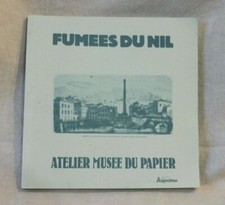 FUMEES DU NIL
ATELIER MUSEE DU PAPIER